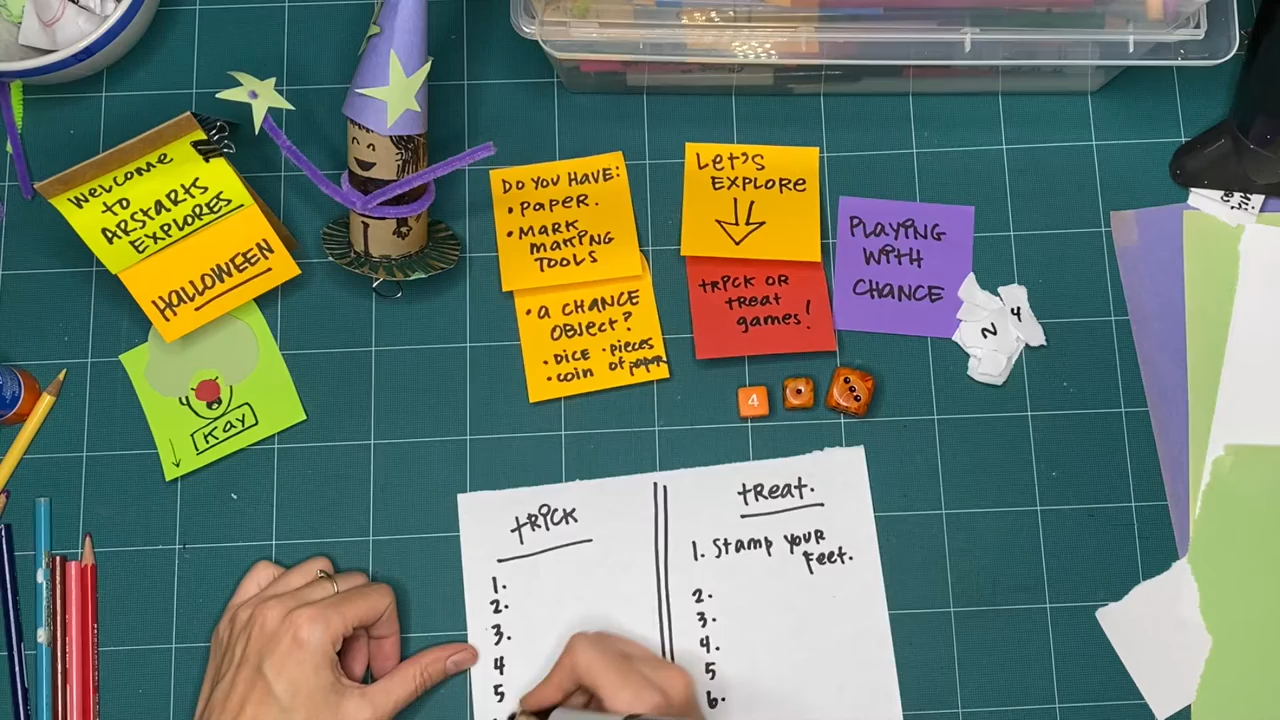 Welcome
to
ARSTARTS
EXPLORES
HALLOWEEN
Kay
DO YOU HAVE:
• PAPER.
• MARK
MAKING
TOOLS
• A CHANCE
OBJECT?
• DICE • pieces
• COIN of paper
LET'S
EXPLORE
tRiCK OR
treat
games!
PLAYING
WITH
CHANCE
2 4
4
tRiCK
1.
2.
3.
4
5
tReat.
1. Stamp YOUR
Feet.
2.
3.
4.
5
6.